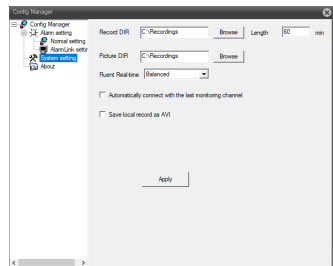 Config Manager
Config Manager
Alarm setting
Normal setting
AlarmLink settin
System setting
About
Record DIR C:\Recordings Browse Length 60 min
Picture DIR C:\Recordings Browse
Fluent Real-time Balanced
Automatically connect with the last monitoring channel
Save local record as AVI
Apply